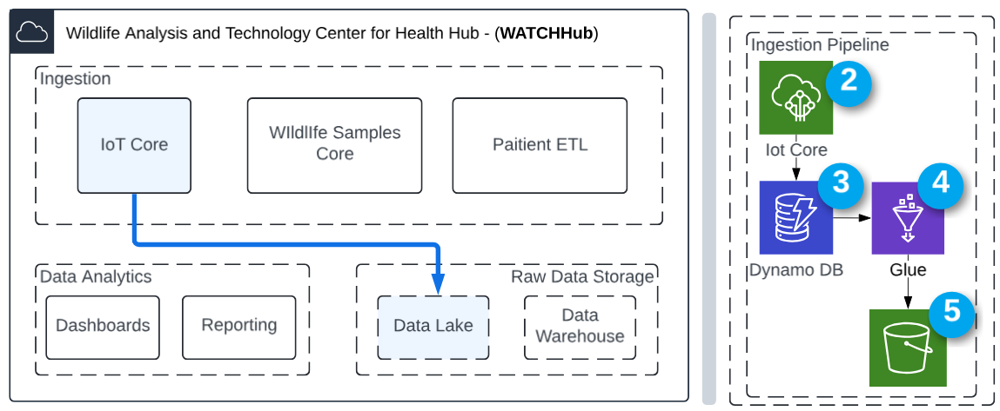 Wildlife Analysis and Technology Center for Health Hub - (WATCHHub)
Ingestion
IoT Core
WIldlIfe Samples
Core
Paitient ETL
Data Analytics
Dashboards
Reporting
Raw Data Storage
Data Lake
Data
Warehouse
Ingestion Pipeline
2
Iot Core
3
4
Dynamo DB
Glue
5